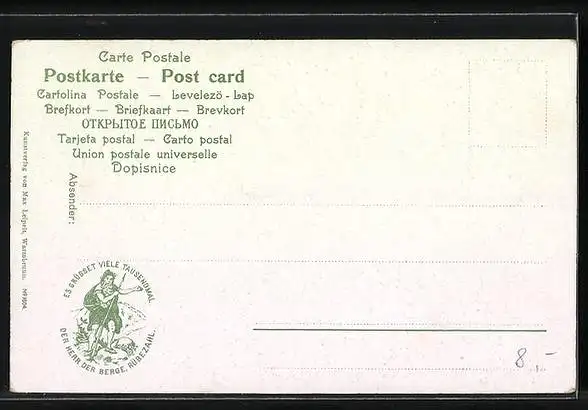 Carte Postale
Postkarte — Post card
Cartolina Postale — Levelező - Lap
Brefkort — Briefkaart — Brevkort
ОТКРЫТОЕ ПИСЬМО
Tarjeta postal — Carto postal
Union postale universelle
Dopisnice
Absender:
Kunstverlag von Max Leipelt, Warmbrunn.
ES GRÜSSET VIELE TAUSENDMAL
DER HERR DER BERGE, RÜBEZAHL.
8.-